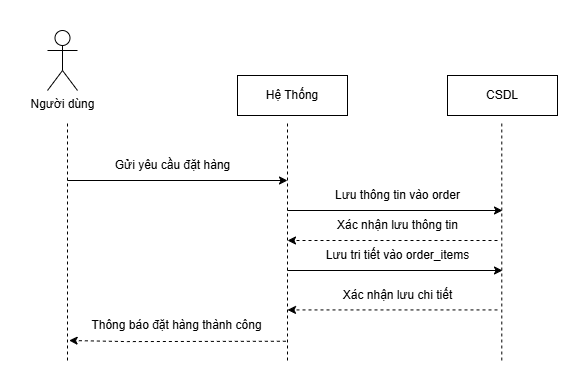 Người dùng
Hệ Thống
CSDL
Gửi yêu cầu đặt hàng
Lưu thông tin vào order
Xác nhận lưu thông tin
Lưu tri tiết vào order_items
Xác nhận lưu chi tiết
Thông báo đặt hàng thành công